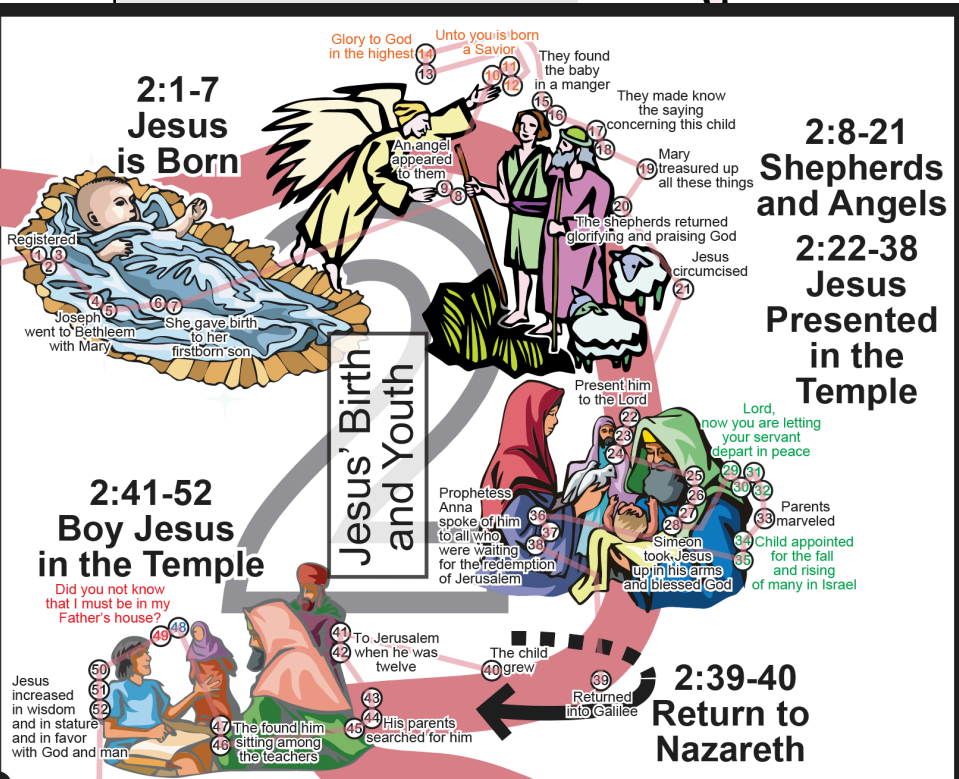 2:1-7
Jesus
is Born
Registered
1 3
2
4
5
Joseph
went to Bethleem
with Mary
6 7
She gave birth
to her
firstborn son
Glory to God
in the highest
14
13
Unto you is born
a Savior
10 11
12
An angel
appeared
to them
9 8
They found
the baby
in a manger
15
16
They made know
the saying
concerning this child
17
18
19
Mary
treasured up
all these things
20
The shepherds returned
glorifying and praising God
Jesus
circumcised
21
2:8-21
Shepherds
and Angels
2:22-38
Jesus
Presented
in the
Temple
2
Jesus' Birth
and Youth
Present him
to the Lord
22
23
24
25
26
27
28
Simeon
took Jesus
up in his arms
and blessed God
Lord,
now you are letting
your servant
depart in peace
29 31
30 32
33
Parents
marveled
34
35
Child appointed
for the fall
and rising
of many in Israel
Prophetess
Anna
spoke of him
to all who
were waiting
for the redemption
of Jerusalem
36
37
38
2:39-40
Return to
Nazareth
39
Returned
into Galilee
The child
grew
40
2:41-52
Boy Jesus
in the Temple
41
42
To Jerusalem
when he was
twelve
43
44
45
His parents
searched for him
47
46
The found him
sitting among
the teachers
Did you not know
that I must be in my
Father's house?
49 48
50
51
52
Jesus
increased
in wisdom
and in stature
and in favor
with God and man